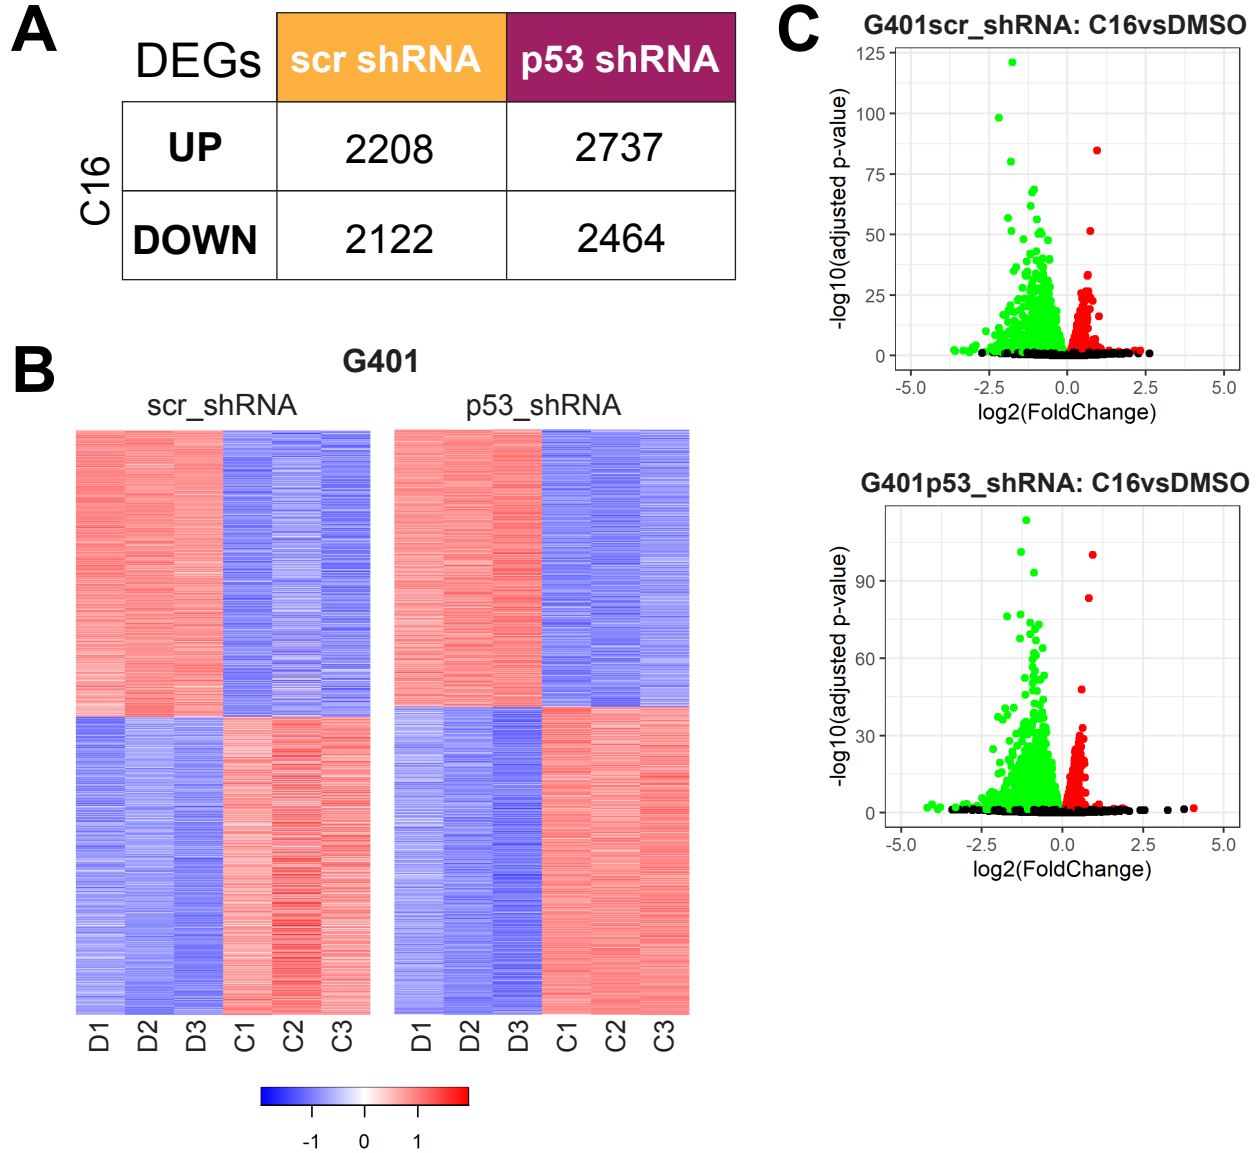 A
DEGs scr shRNA p53 shRNA
C16
UP 2208 2737
DOWN 2122 2464
B
G401
scr_shRNA p53_shRNA
D1 D2 D3 C1 C2 C3 D1 D2 D3 C1 C2 C3
-1 0 1
C
G401scr_shRNA: C16vsDMSO
-log10(adjusted p-value)
125
100
75
50
25
0
-5.0 -2.5 0.0 2.5 5.0
log2(FoldChange)
G401p53_shRNA: C16vsDMSO
-log10(adjusted p-value)
90
60
30
0
-5.0 -2.5 0.0 2.5 5.0
log2(FoldChange)